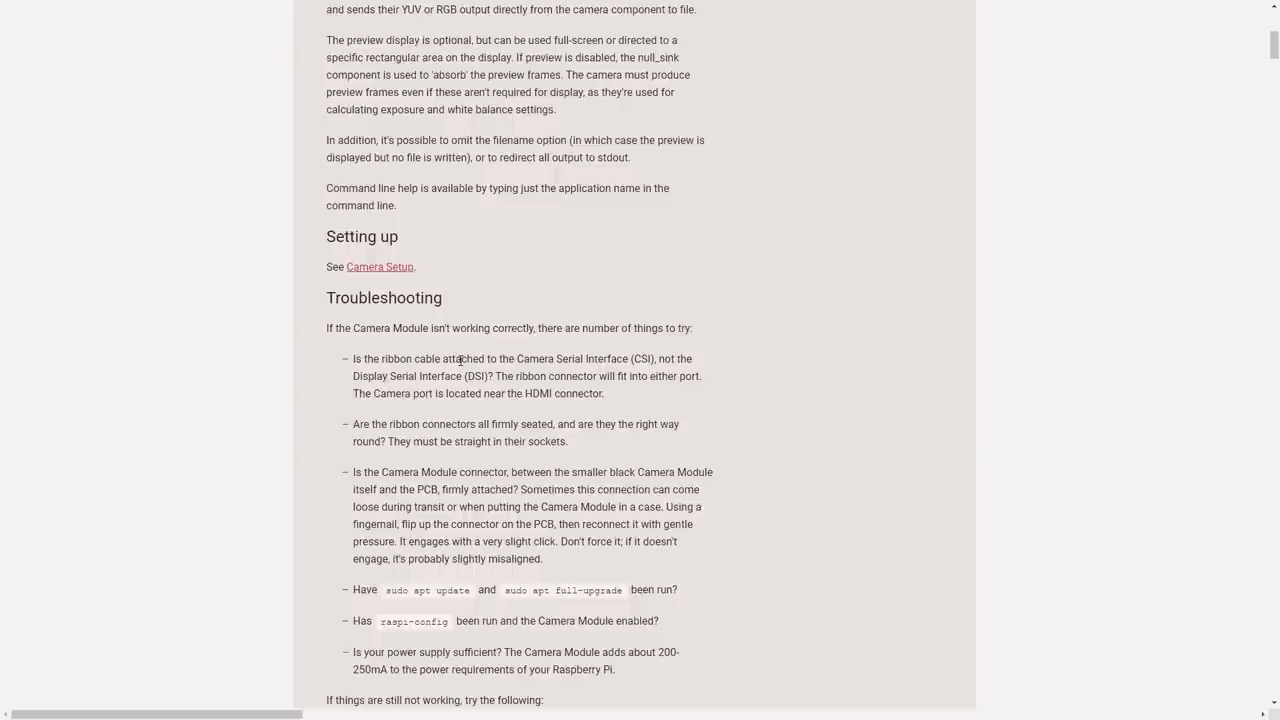 and sends their YUV or RGB output directly from the camera component to file.
The preview display is optional, but can be used full-screen or directed to a
specific rectangular area on the display. If preview is disabled, the null_sink
component is used to 'absorb' the preview frames. The camera must produce
preview frames even if these aren't required for display, as they're used for
calculating exposure and white balance settings.
In addition, it's possible to omit the filename option (in which case the preview is
displayed but no file is written), or to redirect all output to stdout.
Command line help is available by typing just the application name in the
command line.
Setting up
See Camera Setup.
Troubleshooting
If the Camera Module isn't working correctly, there are number of things to try:
– Is the ribbon cable attached to the Camera Serial Interface (CSI), not the
Display Serial Interface (DSI)? The ribbon connector will fit into either port.
The Camera port is located near the HDMI connector.
– Are the ribbon connectors all firmly seated, and are they the right way
round? They must be straight in their sockets.
– Is the Camera Module connector, between the smaller black Camera Module
itself and the PCB, firmly attached? Sometimes this connection can come
loose during transit or when putting the Camera Module in a case. Using a
fingernail, flip up the connector on the PCB, then reconnect it with gentle
pressure. It engages with a very slight click. Don't force it; if it doesn't
engage, it's probably slightly misaligned.
– Have sudo apt update and sudo apt full-upgrade been run?
– Has raspi-config been run and the Camera Module enabled?
– Is your power supply sufficient? The Camera Module adds about 200-
250mA to the power requirements of your Raspberry Pi.
If things are still not working, try the following: